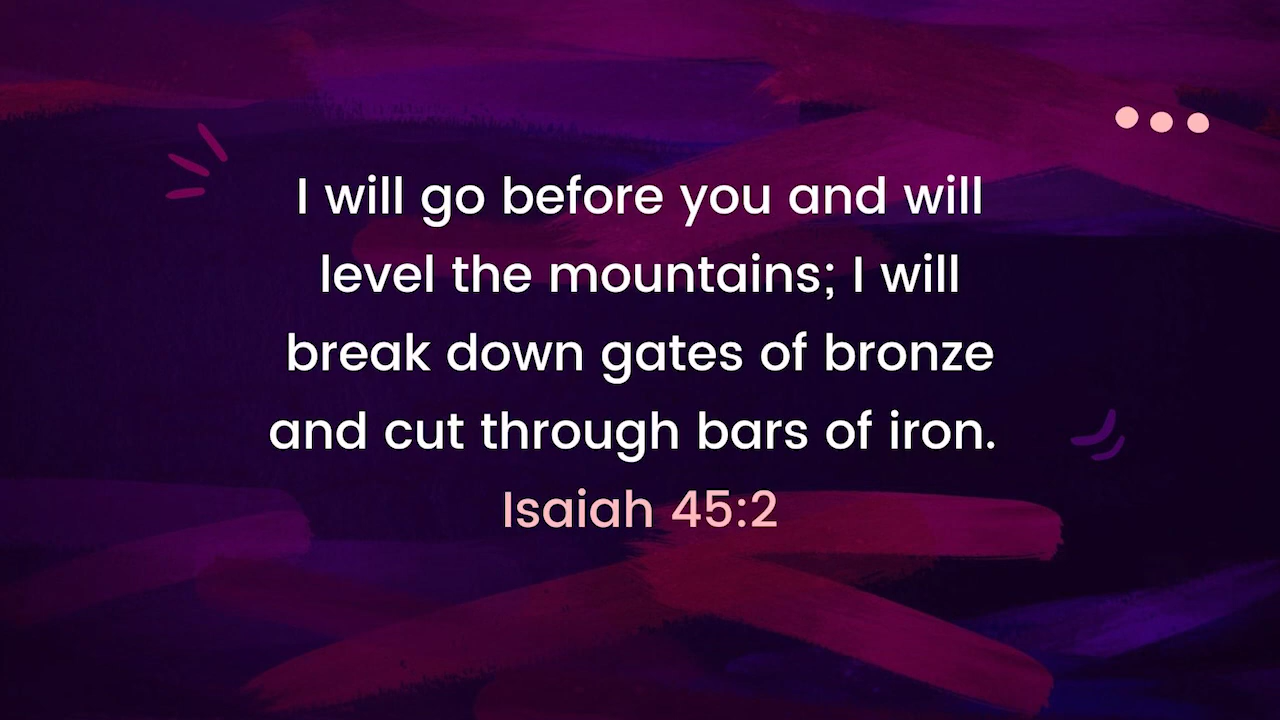 I will go before you and will
level the mountains; I will
break down gates of bronze
and cut through bars of iron.
Isaiah 45:2